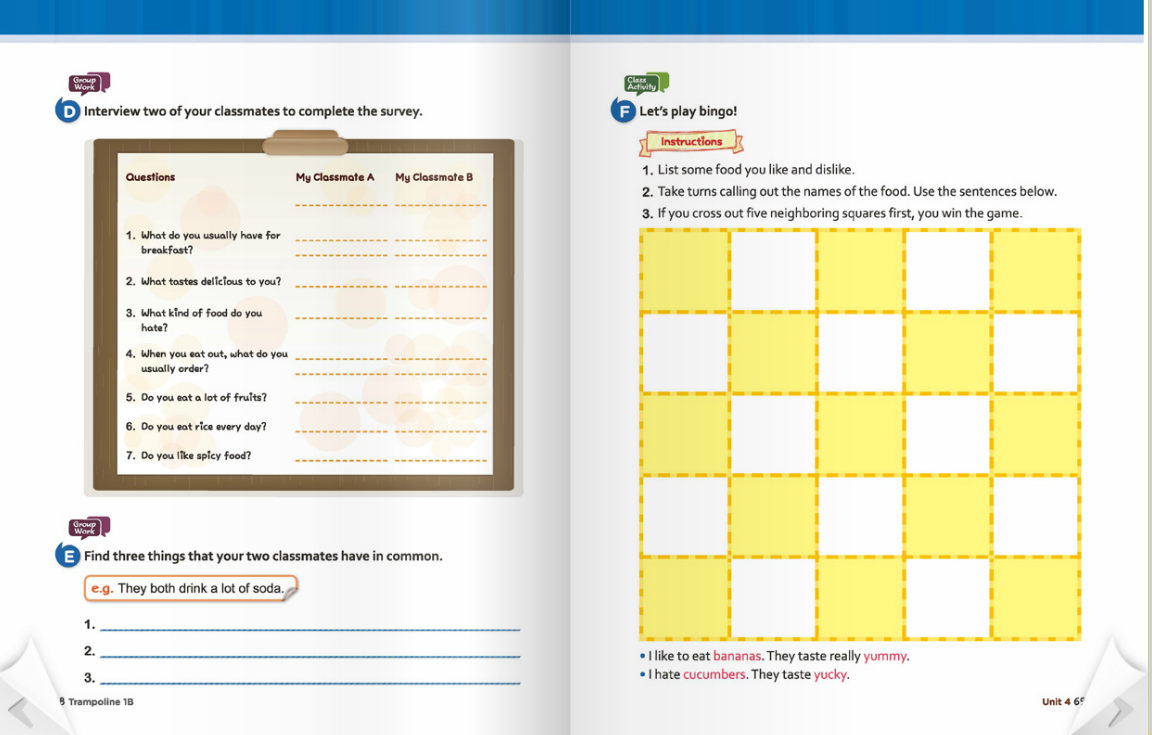 Group
Work
D Interview two of your classmates to complete the survey.
Questions My Classmate A My Classmate B
1. What do you usually have for
breakfast?
2. What tastes delicious to you?
3. What kind of food do you
hate?
4. When you eat out, what do you
usually order?
5. Do you eat a lot of fruits?
6. Do you eat rice every day?
7. Do you like spicy food?
Group
Work
E Find three things that your two classmates have in common.
e.g. They both drink a lot of soda.
1.
2.
3.
8 Trampoline 1B
Class
Activity
F Let's play bingo!
Instructions
1. List some food you like and dislike.
2. Take turns calling out the names of the food. Use the sentences below.
3. If you cross out five neighboring squares first, you win the game.
• I like to eat bananas. They taste really yummy.
• I hate cucumbers. They taste yucky.
Unit 4